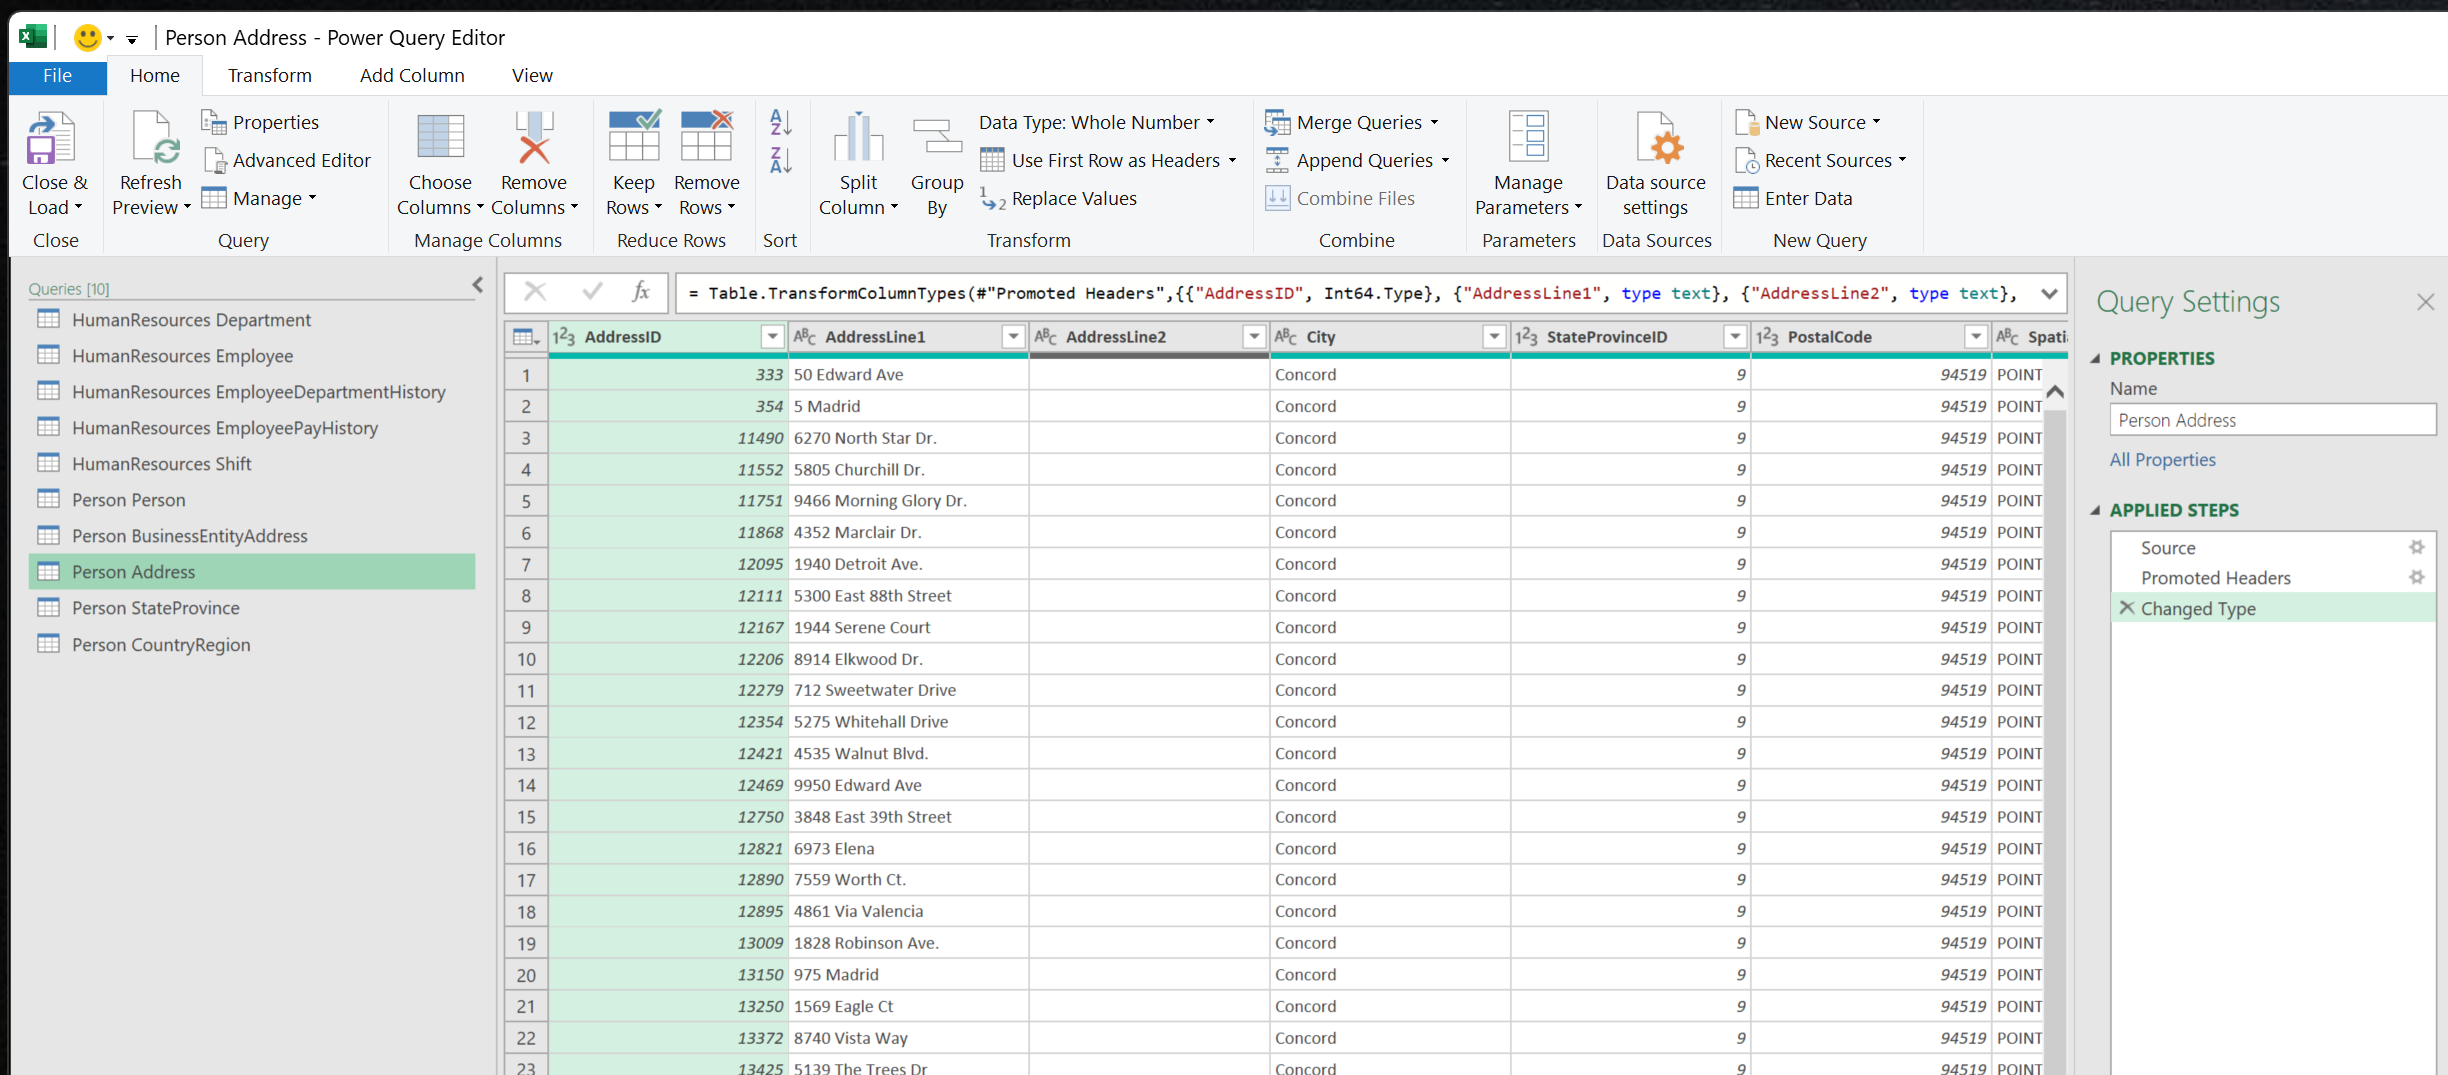 Person Address - Power Query Editor
File Home Transform Add Column View
Close & Load
Refresh Preview
Properties
Advanced Editor
Manage
Choose Columns
Remove Columns
Keep Rows
Remove Rows
A Z
Z A
Split Column
Group By
Data Type: Whole Number
Use First Row as Headers
1 2 Replace Values
Merge Queries
Append Queries
Combine Files
Manage Parameters
Data source settings
New Source
Recent Sources
Enter Data
Close Query Manage Columns Reduce Rows Sort Transform Combine Parameters Data Sources New Query
Queries [10]
HumanResources Department
HumanResources Employee
HumanResources EmployeeDepartmentHistory
HumanResources EmployeePayHistory
HumanResources Shift
Person Person
Person BusinessEntityAddress
Person Address
Person StateProvince
Person CountryRegion
fx = Table.TransformColumnTypes(#"Promoted Headers",{{"AddressID", Int64.Type}, {"AddressLine1", type text}, {"AddressLine2", type text},
123 AddressID ABC AddressLine1 ABC AddressLine2 ABC City 123 StateProvinceID 123 PostalCode ABC Spati
1 333 50 Edward Ave Concord 9 94519 POINT
2 354 5 Madrid Concord 9 94519 POINT
3 11490 6270 North Star Dr. Concord 9 94519 POINT
4 11552 5805 Churchill Dr. Concord 9 94519 POINT
5 11751 9466 Morning Glory Dr. Concord 9 94519 POINT
6 11868 4352 Marclair Dr. Concord 9 94519 POINT
7 12095 1940 Detroit Ave. Concord 9 94519 POINT
8 12111 5300 East 88th Street Concord 9 94519 POINT
9 12167 1944 Serene Court Concord 9 94519 POINT
10 12206 8914 Elkwood Dr. Concord 9 94519 POINT
11 12279 712 Sweetwater Drive Concord 9 94519 POINT
12 12354 5275 Whitehall Drive Concord 9 94519 POINT
13 12421 4535 Walnut Blvd. Concord 9 94519 POINT
14 12469 9950 Edward Ave Concord 9 94519 POINT
15 12750 3848 East 39th Street Concord 9 94519 POINT
16 12821 6973 Elena Concord 9 94519 POINT
17 12890 7559 Worth Ct. Concord 9 94519 POINT
18 12895 4861 Via Valencia Concord 9 94519 POINT
19 13009 1828 Robinson Ave. Concord 9 94519 POINT
20 13150 975 Madrid Concord 9 94519 POINT
21 13250 1569 Eagle Ct Concord 9 94519 POINT
22 13372 8740 Vista Way Concord 9 94519 POINT
23 13425 5139 The Trees Dr Concord 9 94519 POINT
Query Settings
PROPERTIES
Name
Person Address
All Properties
APPLIED STEPS
Source
Promoted Headers
Changed Type